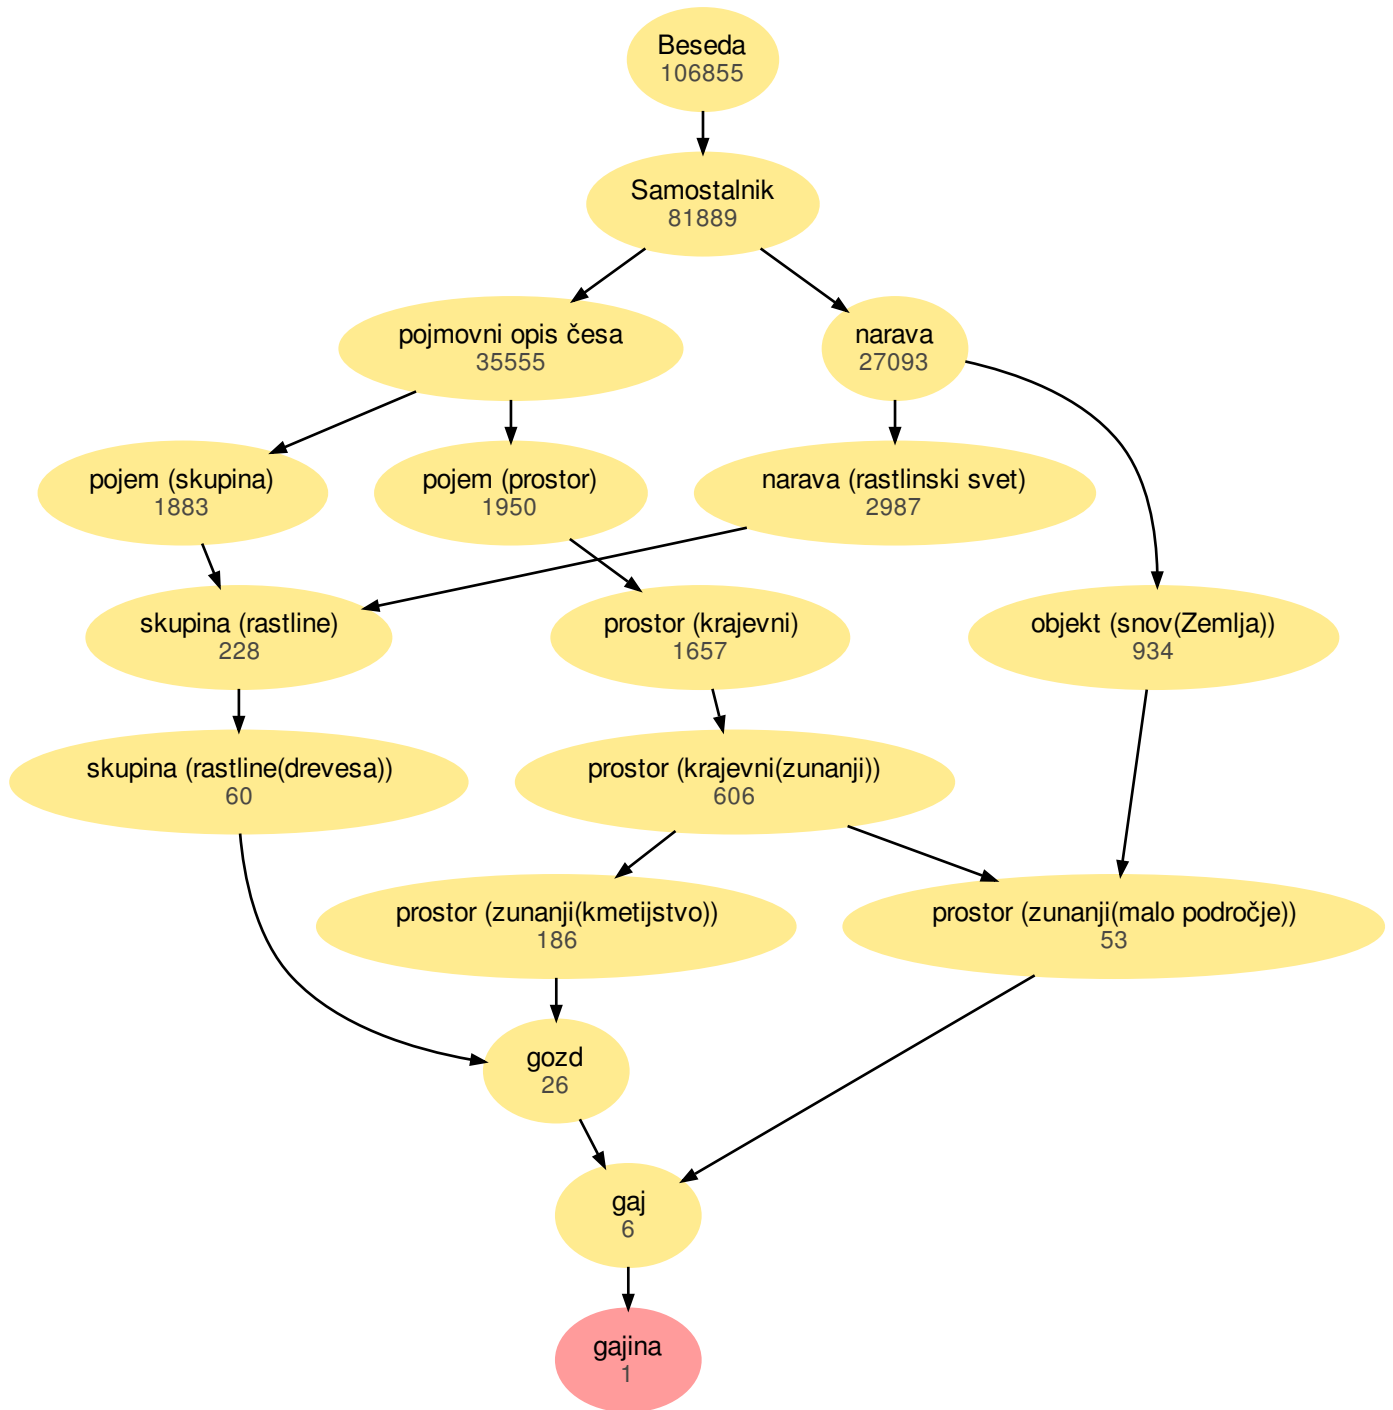 Beseda
106855
Samostalnik
81889
pojmovni opis česa
35555
narava
27093
pojem (skupina)
1883
pojem (prostor)
1950
narava (rastlinski svet)
2987
skupina (rastline)
228
prostor (krajevni)
1657
objekt (snov(Zemlja))
934
skupina (rastline(drevesa))
60
prostor (krajevni(zunanji))
606
prostor (zunanji(kmetijstvo))
186
prostor (zunanji(malo področje))
53
gozd
26
gaj
6
gajina
1